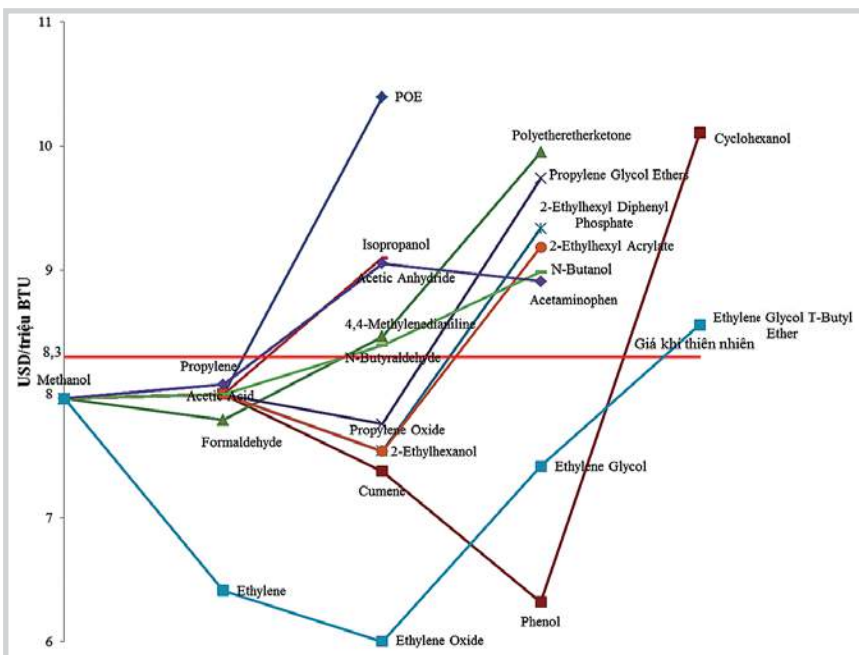 11
10
9
8,3
8
7
6
USD/triệu BTU
POE
Polyetheretherketone
Cyclohexanol
Propylene Glycol Ethers
2-Ethylhexyl Diphenyl
Phosphate
Isopropanol
2-Ethylhexyl Acrylate
Acetic Anhydride
N-Butanol
Acetaminophen
4,4-Methylenedianiline
Ethylene Glycol T-Butyl
Ether
Giá khí thiên nhiên
N-Butyraldehyde
Propylene
Methanol
Acetic Acid
Formaldehyde
Propylene Oxide
2-Ethylhexanol
Cumene
Ethylene Glycol
Ethylene
Phenol
Ethylene Oxide